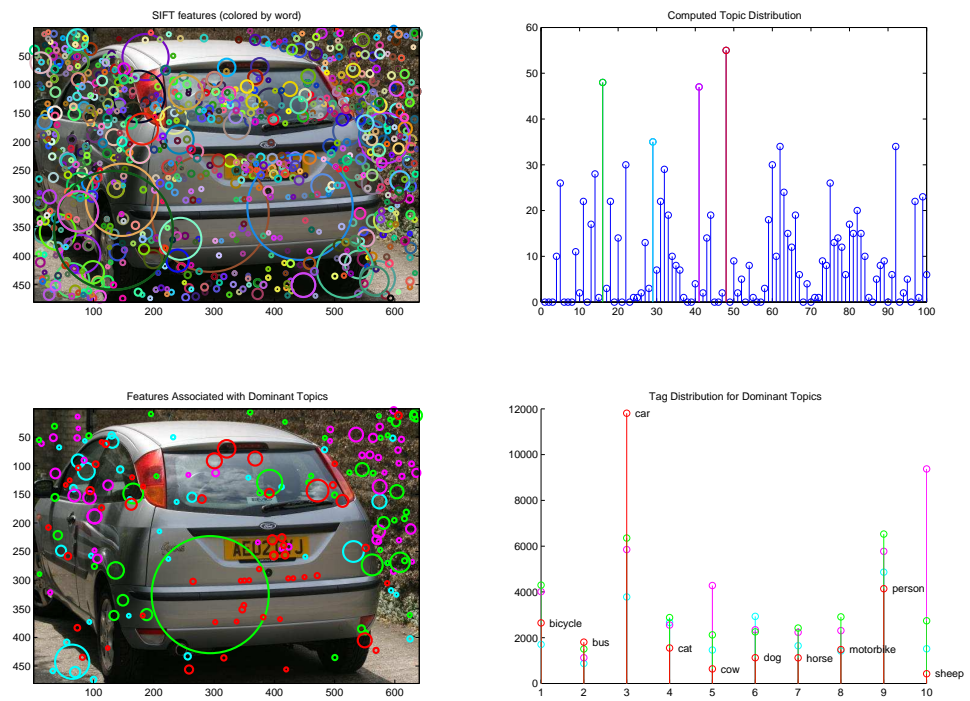 SIFT features (colored by word)
50
100
150
200
250
300
350
400
450
100 200 300 400 500 600
Computed Topic Distribution
60
50
40
30
20
10
0
0 10 20 30 40 50 60 70 80 90 100
Features Associated with Dominant Topics
50
100
150
200
250
300
350
400
450
100 200 300 400 500 600
Ford
Tag Distribution for Dominant Topics
12000
10000
8000
6000
4000
2000
0
car
person
bicycle
bus
cat
cow
dog
horse
motorbike
sheep
1 2 3 4 5 6 7 8 9 10